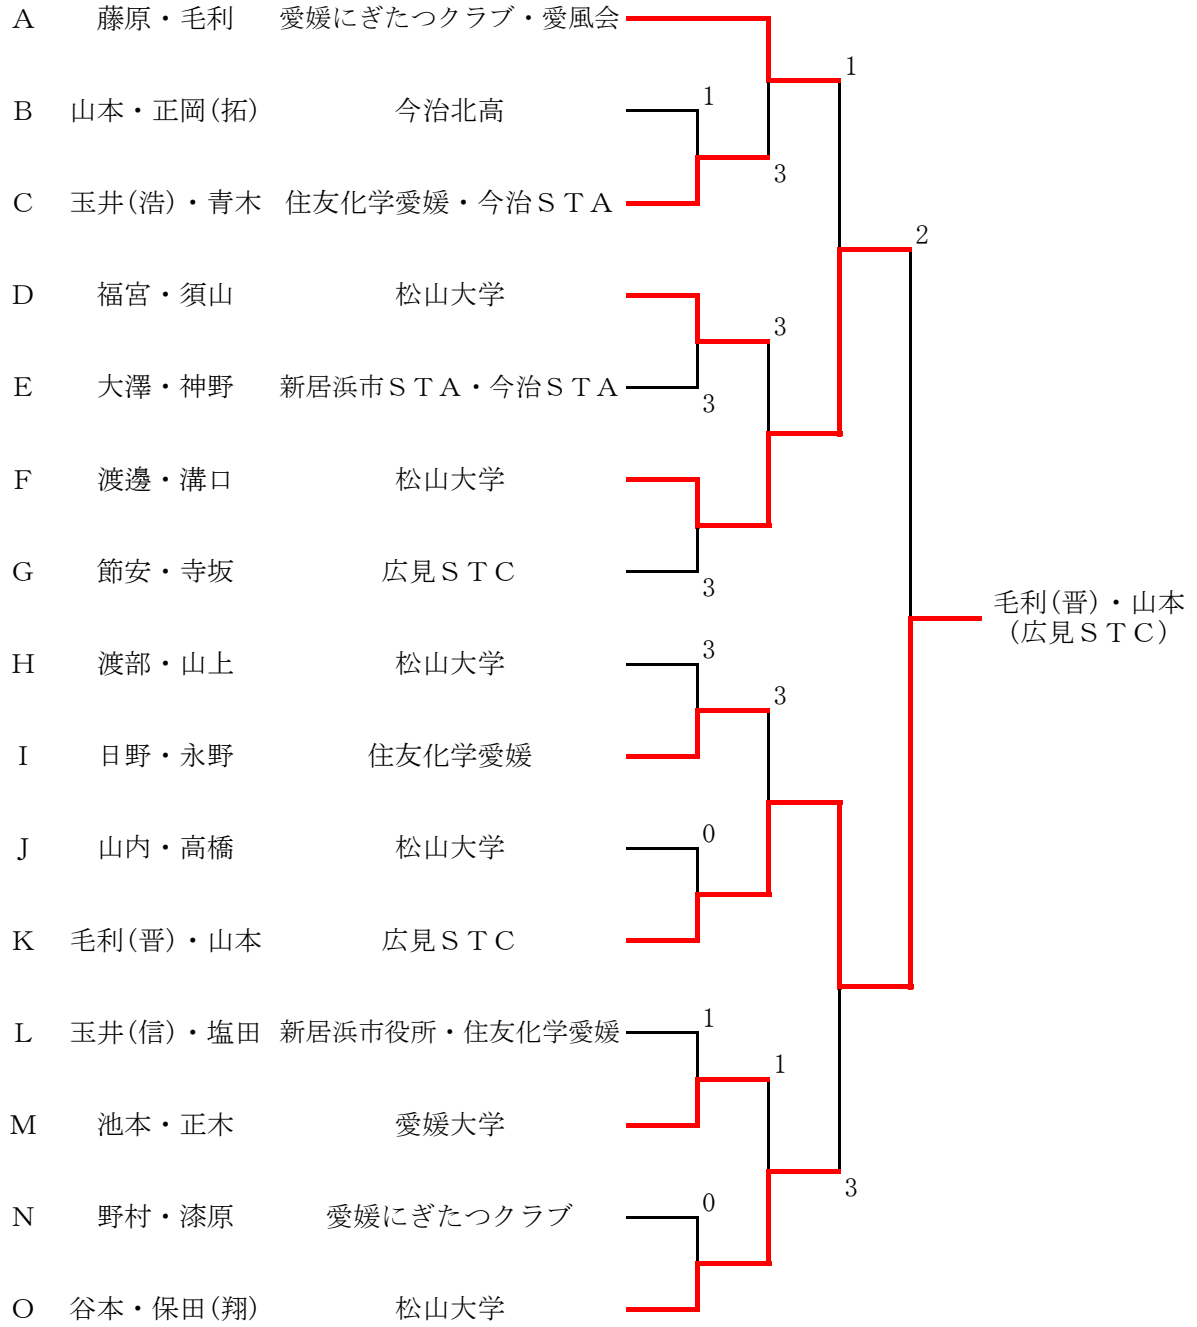 A 藤原・毛利 愛媛にぎたつクラブ・愛風会
1
B 山本・正岡(拓) 今治北高
1
3
C 玉井(浩)・青木 住友化学愛媛・今治STA
2
D 福宮・須山 松山大学
3
E 大澤・神野 新居浜市STA・今治STA
3
F 渡邊・溝口 松山大学
G 節安・寺坂 広見STC
3
毛利(晋)・山本
(広見STC)
H 渡部・山上 松山大学
3
3
I 日野・永野 住友化学愛媛
J 山内・高橋 松山大学
0
K 毛利(晋)・山本 広見STC
L 玉井(信)・塩田 新居浜市役所・住友化学愛媛
1
1
M 池本・正木 愛媛大学
3
N 野村・漆原 愛媛にぎたつクラブ
0
O 谷本・保田(翔) 松山大学